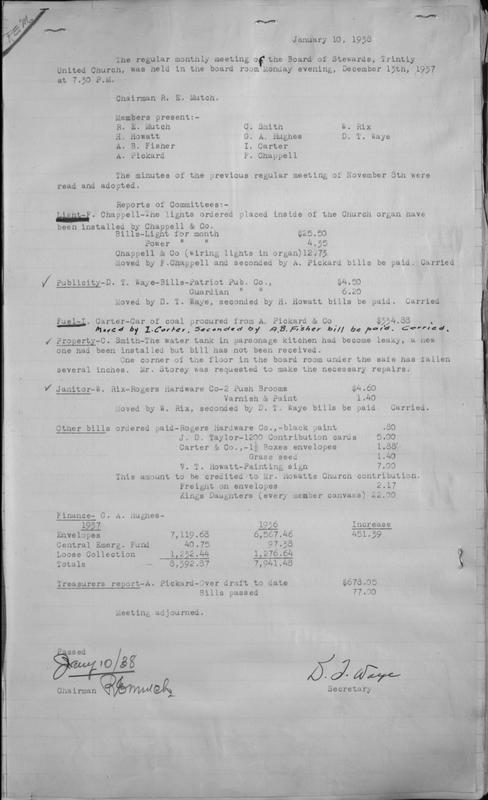 January 10, 1938
The regular monthly meeting of the Board of Stewards, Trintiy
United Church, was held in the board room Monday evening, December 13th, 1937
at 7.30 P.M.
Chairman R. E. Mutch.
Members present:-
R. E. Mutch C. Smith W. Rix
H. Howatt G. A. Hughes D. T. Waye
A. B. Fisher I. Carter
A. Pickard F. Chappell
The minutes of the previous regular meeting of November 8th were
read and adopted.
Reports of Committees:-
Light-F. Chappell-The lights ordered placed inside of the Church organ have
been installed by Chappell & Co.
Bills-Light for month $25.50
Power " " 4.35
Chappell & Co (wiring lights in organ)12.73
Moved by F.Chappell and seconded by A. Pickard bills be paid. Carried
Publicity-D. T. Waye-Bills-Patriot Pub. Co., $4.50
Guardian " " 6.20
Moved by D. T. Waye, seconded by H. Howatt bills be paid. Carried
Fuel-I. Carter-Car of coal procured from A. Pickard & Co $334.88
Moved by I. Carter, Seconded by A.B. Fisher bill be paid. Carried.
Property-C. Smith-The water tank in parsonage kitchen had become leaky, a new
one had been installed but bill has not been received.
One corner of the floor in the board room under the safe has fallen
several inches. Mr. Storey was requested to make the necessary repairs.
Janitor-W. Rix-Rogers Hardware Co-2 Push Brooms $4.60
Varnish & Paint 1.40
Moved by W. Rix, seconded by D. T. Waye bills be paid Carried.
Other bills ordered paid-Rogers Hardware Co.,-black paint .80
J. D. Taylor-1200 Contribution cards 5.00
Carter & Co.,-1½ Boxes envelopes 1.88
Grass seed 1.40
V. T. Howatt-Painting sign 7.00
This amount to be credited to Mr. Howatts Church contribution.
Freight on envelopes 2.17
Kings Daughters (every member canvass) 22.00
Finance- G. A. Hughes-
1937 1936 Increase
Envelopes 7,119.68 6,567.46 451.39
Central Emerg. Fund 40.75 97.38
Loose Collection 1,232.44 1,276.64
Totals 8,392.87 7,941.48
Treasurers report-A. Pickard-Over draft to date $678.05
Bills passed 77.00
Meeting adjourned.
Passed
Jany 10/38
Chairman R E Mutch
D. T. Waye
Secretary